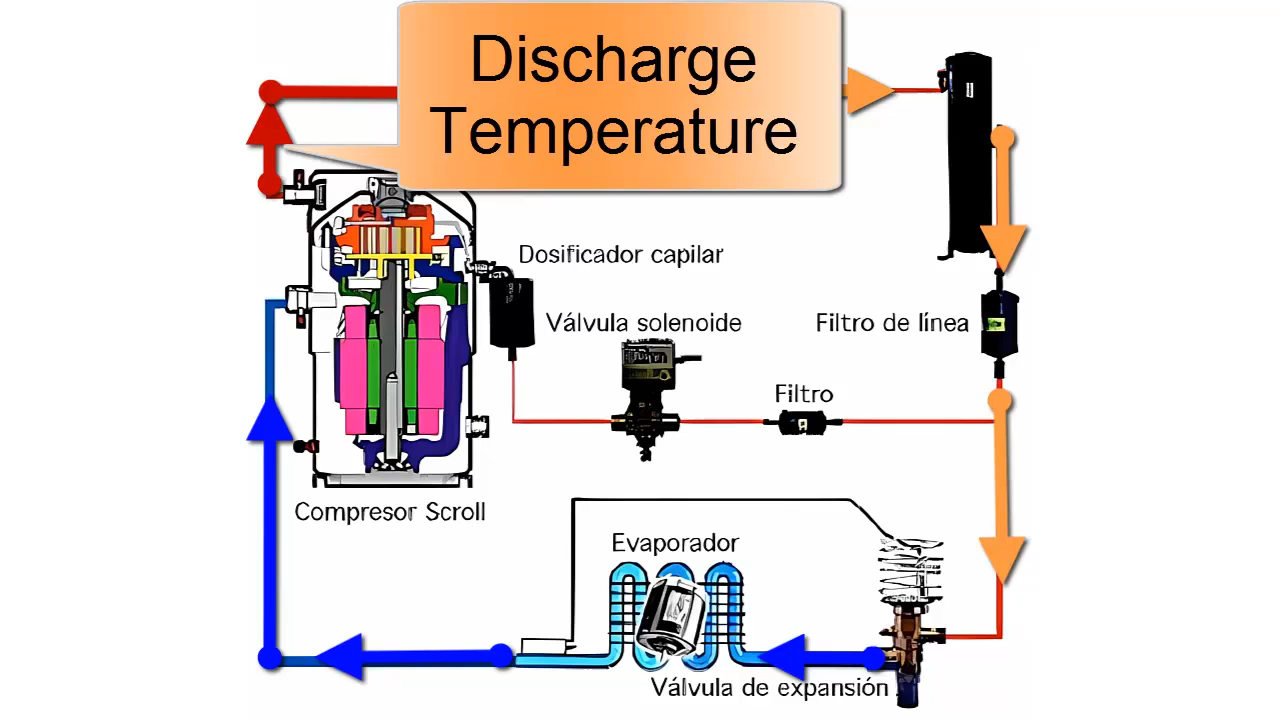 Discharge
Temperature
Dosificador capilar
Válvula solenoide
Filtro de línea
Filtro
Compresor Scroll
Evaporador
Válvula de expansión